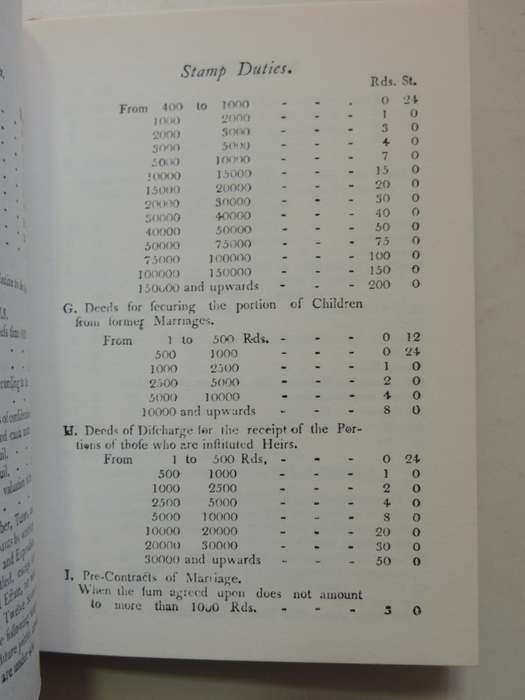 Stamp Duties.
Rds. St.
From 400 to 1000 - - - 0 24
1000 2000 - - - 1 0
2000 3000 - - - 3 0
3000 5000 - - - 4 0
5000 10000 - - - 7 0
10000 15000 - - - 15 0
15000 20000 - - - 20 0
20000 30000 - - - 30 0
30000 40000 - - - 40 0
40000 50000 - - - 50 0
50000 75000 - - - 75 0
75000 100000 - - - 100 0
100000 150000 - - - 150 0
150000 and upwards - - - 200 0
G. Deeds for ſecuring the portion of Children
from former Marriages.
From 1 to 500 Rds. - - - 0 12
500 1000 - - - 0 24
1000 2500 - - - 1 0
2500 5000 - - - 2 0
5000 10000 - - - 4 0
10000 and upwards - - - 8 0
H. Deeds of Diſcharge for the receipt of the Por-
tions of thoſe who are inſtituted Heirs.
From 1 to 500 Rds, - - - 0 24
500 1000 - - - 1 0
1000 2500 - - - 2 0
2500 5000 - - - 4 0
5000 10000 - - - 8 0
10000 20000 - - - 20 0
20000 30000 - - - 30 0
30000 and upwards - - - 50 0
I. Pre-Contracts of Marriage.
When the ſum agreed upon does not amount
to more than 1000 Rds. - - - 3 0